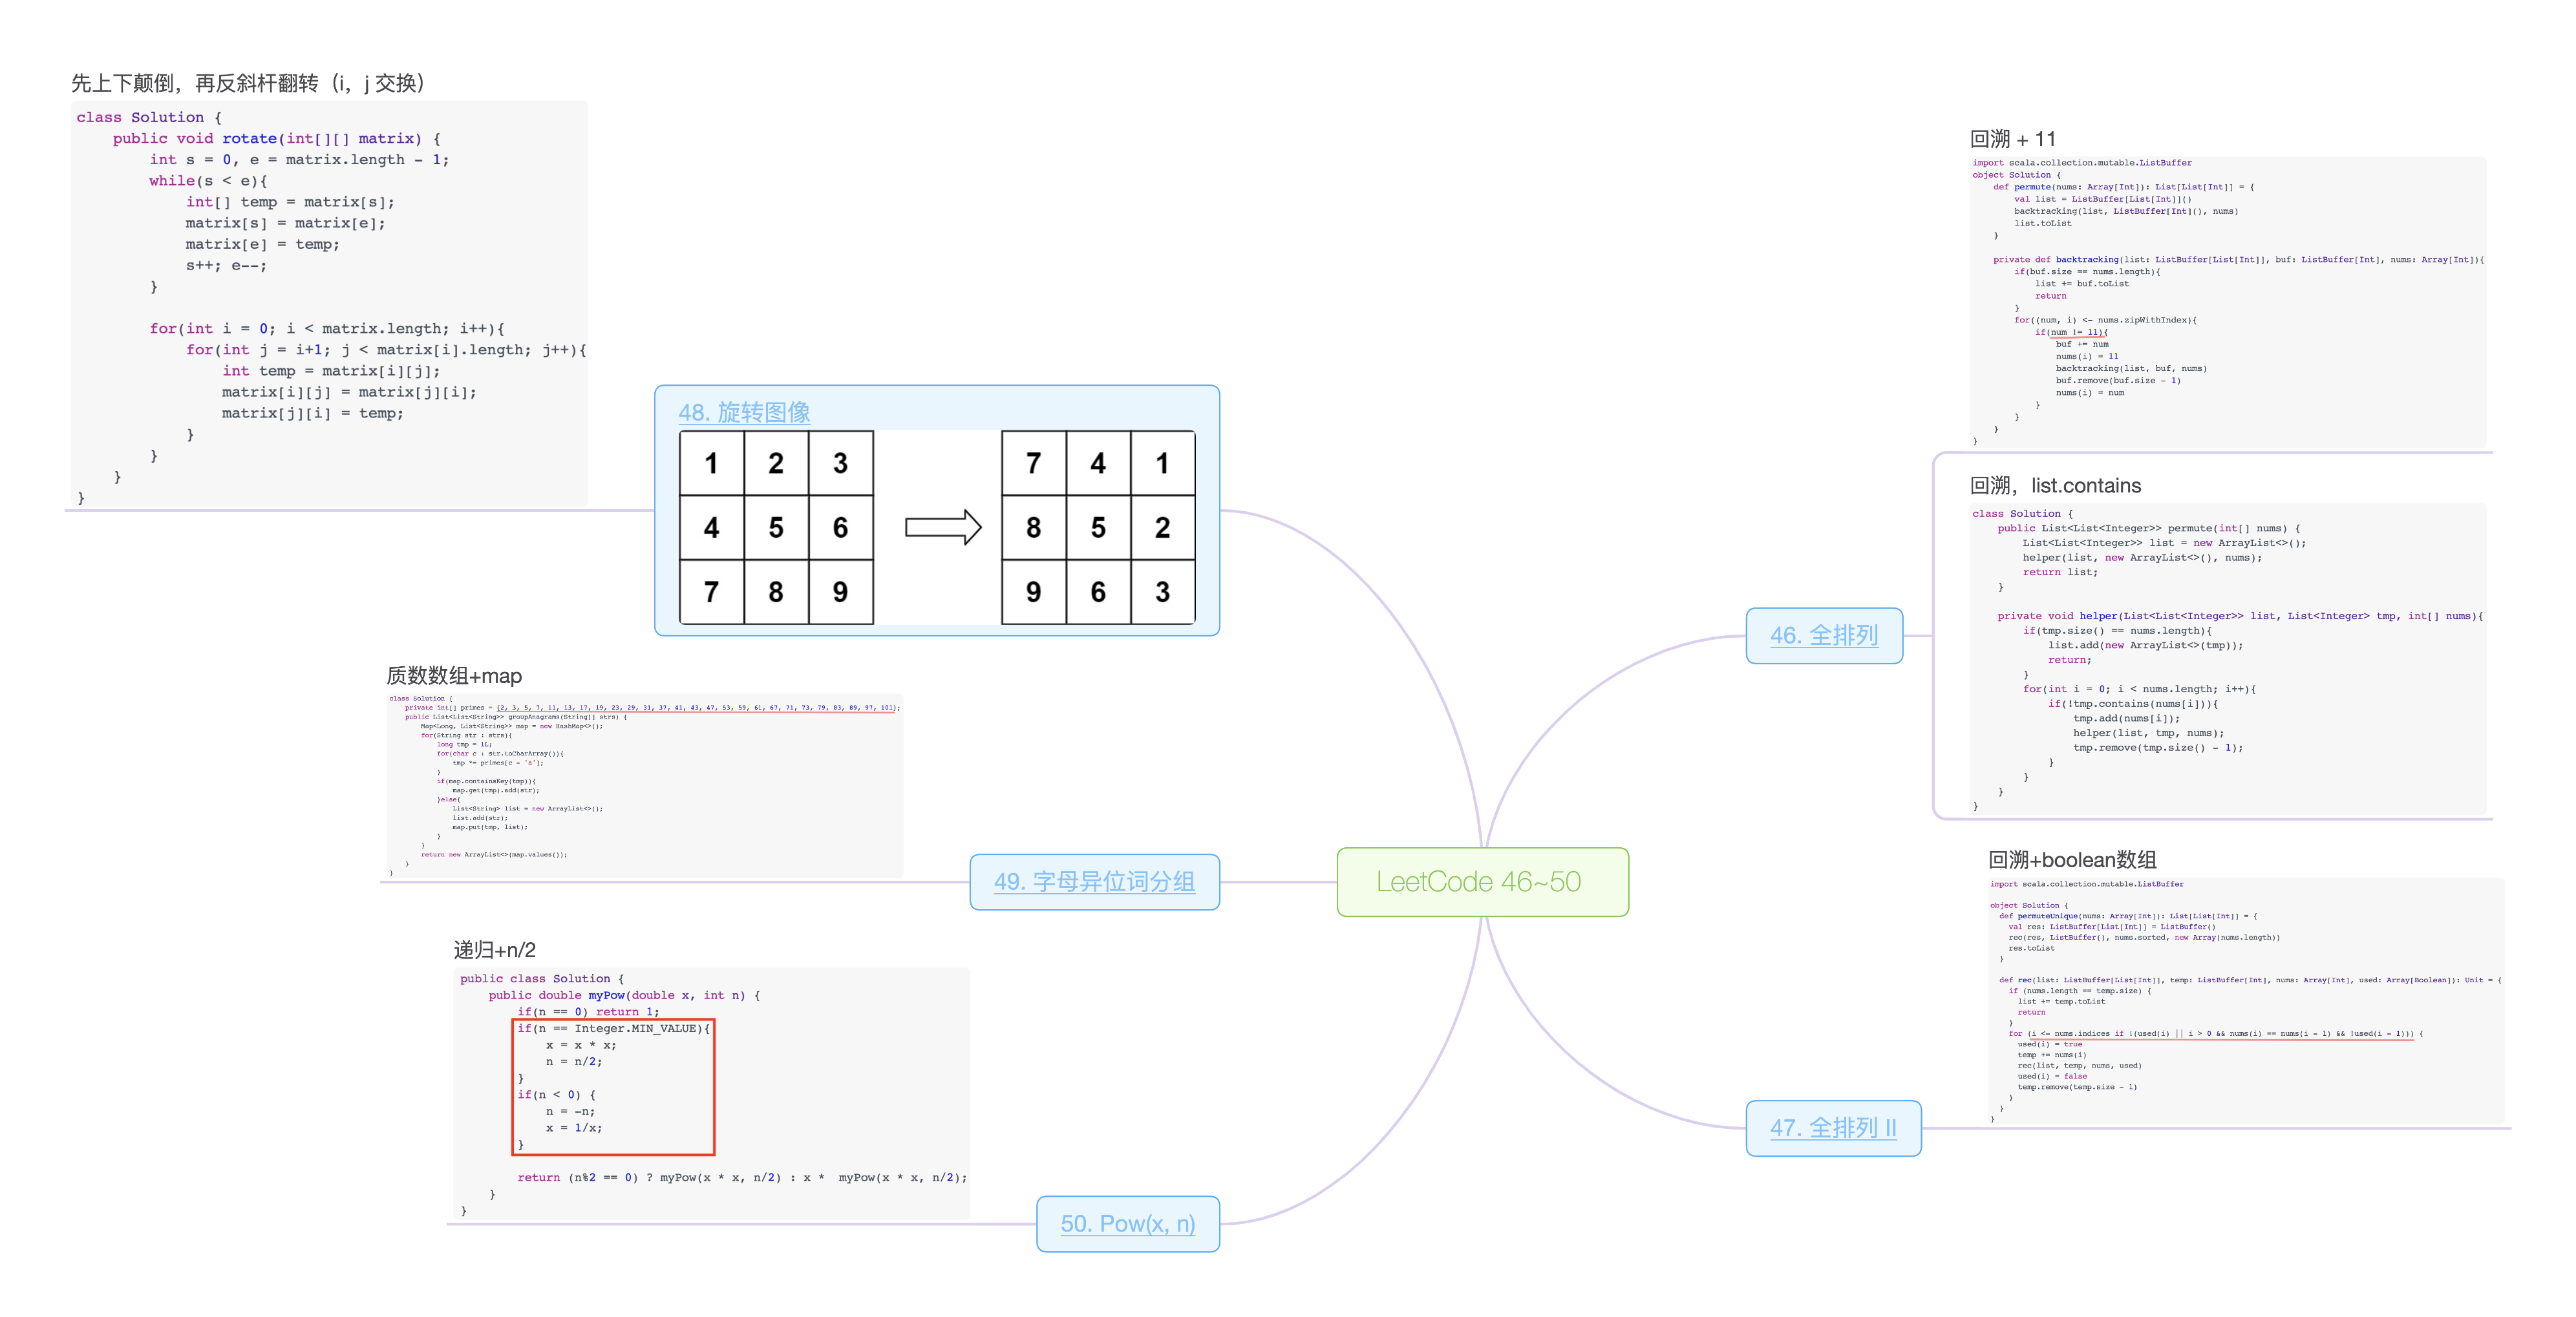 先上下颠倒，再反斜杆翻转（i，j 交换）
class Solution {
    public void rotate(int[][] matrix) {
        int s = 0, e = matrix.length - 1;
        while(s < e){
            int[] temp = matrix[s];
            matrix[s] = matrix[e];
            matrix[e] = temp;
            s++; e--;
        }
        for(int i = 0; i < matrix.length; i++){
            for(int j = i+1; j < matrix[i].length; j++){
                int temp = matrix[i][j];
                matrix[i][j] = matrix[j][i];
                matrix[j][i] = temp;
            }
        }
    }
}
48. 旋转图像
1 2 3 7 4 1
4 5 6 8 5 2
7 8 9 9 6 3
质数数组+map
class Solution {
    private int[] primes = {2, 3, 5, 7, 11, 13, 17, 19, 23, 29, 31, 37, 41, 43, 47, 53, 59, 61, 67, 71, 73, 79, 83, 89, 97, 101};
    public List<List<String>> groupAnagrams(String[] strs) {
        Map<Long, List<String>> map = new HashMap<>();
        for(String str : strs){
            long tmp = 1L;
            for(char c : str.toCharArray()){
                tmp *= primes[c - 'a'];
            }
            if(map.containsKey(tmp)){
                map.get(tmp).add(str);
            }else{
                List<String> list = new ArrayList<>();
                list.add(str);
                map.put(tmp, list);
            }
        }
        return new ArrayList<>(map.values());
    }
}
49. 字母异位词分组
递归+n/2
public class Solution {
    public double myPow(double x, int n) {
        if(n == 0) return 1;
        if(n == Integer.MIN_VALUE){
            x = x * x;
            n = n/2;
        }
        if(n < 0) {
            n = -n;
            x = 1/x;
        }
        return (n%2 == 0) ? myPow(x * x, n/2) : x *  myPow(x * x, n/2);
    }
}
50. Pow(x, n)
LeetCode 46~50
回溯 + 11
import scala.collection.mutable.ListBuffer
object Solution {
    def permute(nums: Array[Int]): List[List[Int]] = {
        val list = ListBuffer[List[Int]]()
        backtracking(list, ListBuffer[Int](), nums)
        list.toList
    }
    private def backtracking(list: ListBuffer[List[Int]], buf: ListBuffer[Int], nums: Array[Int]){
        if(buf.size == nums.length){
            list += buf.toList
            return
        }
        for((num, i) <- nums.zipWithIndex){
            if(num != 11){
                buf += num
                nums(i) = 11
                backtracking(list, buf, nums)
                buf.remove(buf.size - 1)
                nums(i) = num
            }
        }
    }
}
回溯，list.contains
class Solution {
    public List<List<Integer>> permute(int[] nums) {
        List<List<Integer>> list = new ArrayList<>();
        helper(list, new ArrayList<>(), nums);
        return list;
    }
    private void helper(List<List<Integer>> list, List<Integer> tmp, int[] nums){
        if(tmp.size() == nums.length){
            list.add(new ArrayList<>(tmp));
            return;
        }
        for(int i = 0; i < nums.length; i++){
            if(!tmp.contains(nums[i])){
                tmp.add(nums[i]);
                helper(list, tmp, nums);
                tmp.remove(tmp.size() - 1);
            }
        }
    }
}
46. 全排列
回溯+boolean数组
import scala.collection.mutable.ListBuffer
object Solution {
  def permuteUnique(nums: Array[Int]): List[List[Int]] = {
    val res: ListBuffer[List[Int]] = ListBuffer()
    rec(res, ListBuffer(), nums.sorted, new Array(nums.length))
    res.toList
  }
  def rec(list: ListBuffer[List[Int]], temp: ListBuffer[Int], nums: Array[Int], used: Array[Boolean]): Unit = {
    if (nums.length == temp.size) {
      list += temp.toList
      return
    }
    for (i <- nums.indices if !(used(i) || i > 0 && nums(i) == nums(i - 1) && !used(i - 1))) {
      used(i) = true
      temp += nums(i)
      rec(list, temp, nums, used)
      used(i) = false
      temp.remove(temp.size - 1)
    }
  }
}
47. 全排列 II